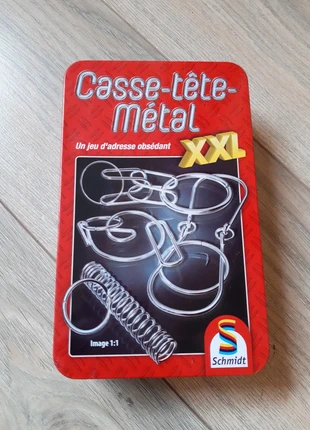 Casse-tête-
Métal
Un jeu d'adresse obsédant
XXL
Image 1:1
S
Schmidt